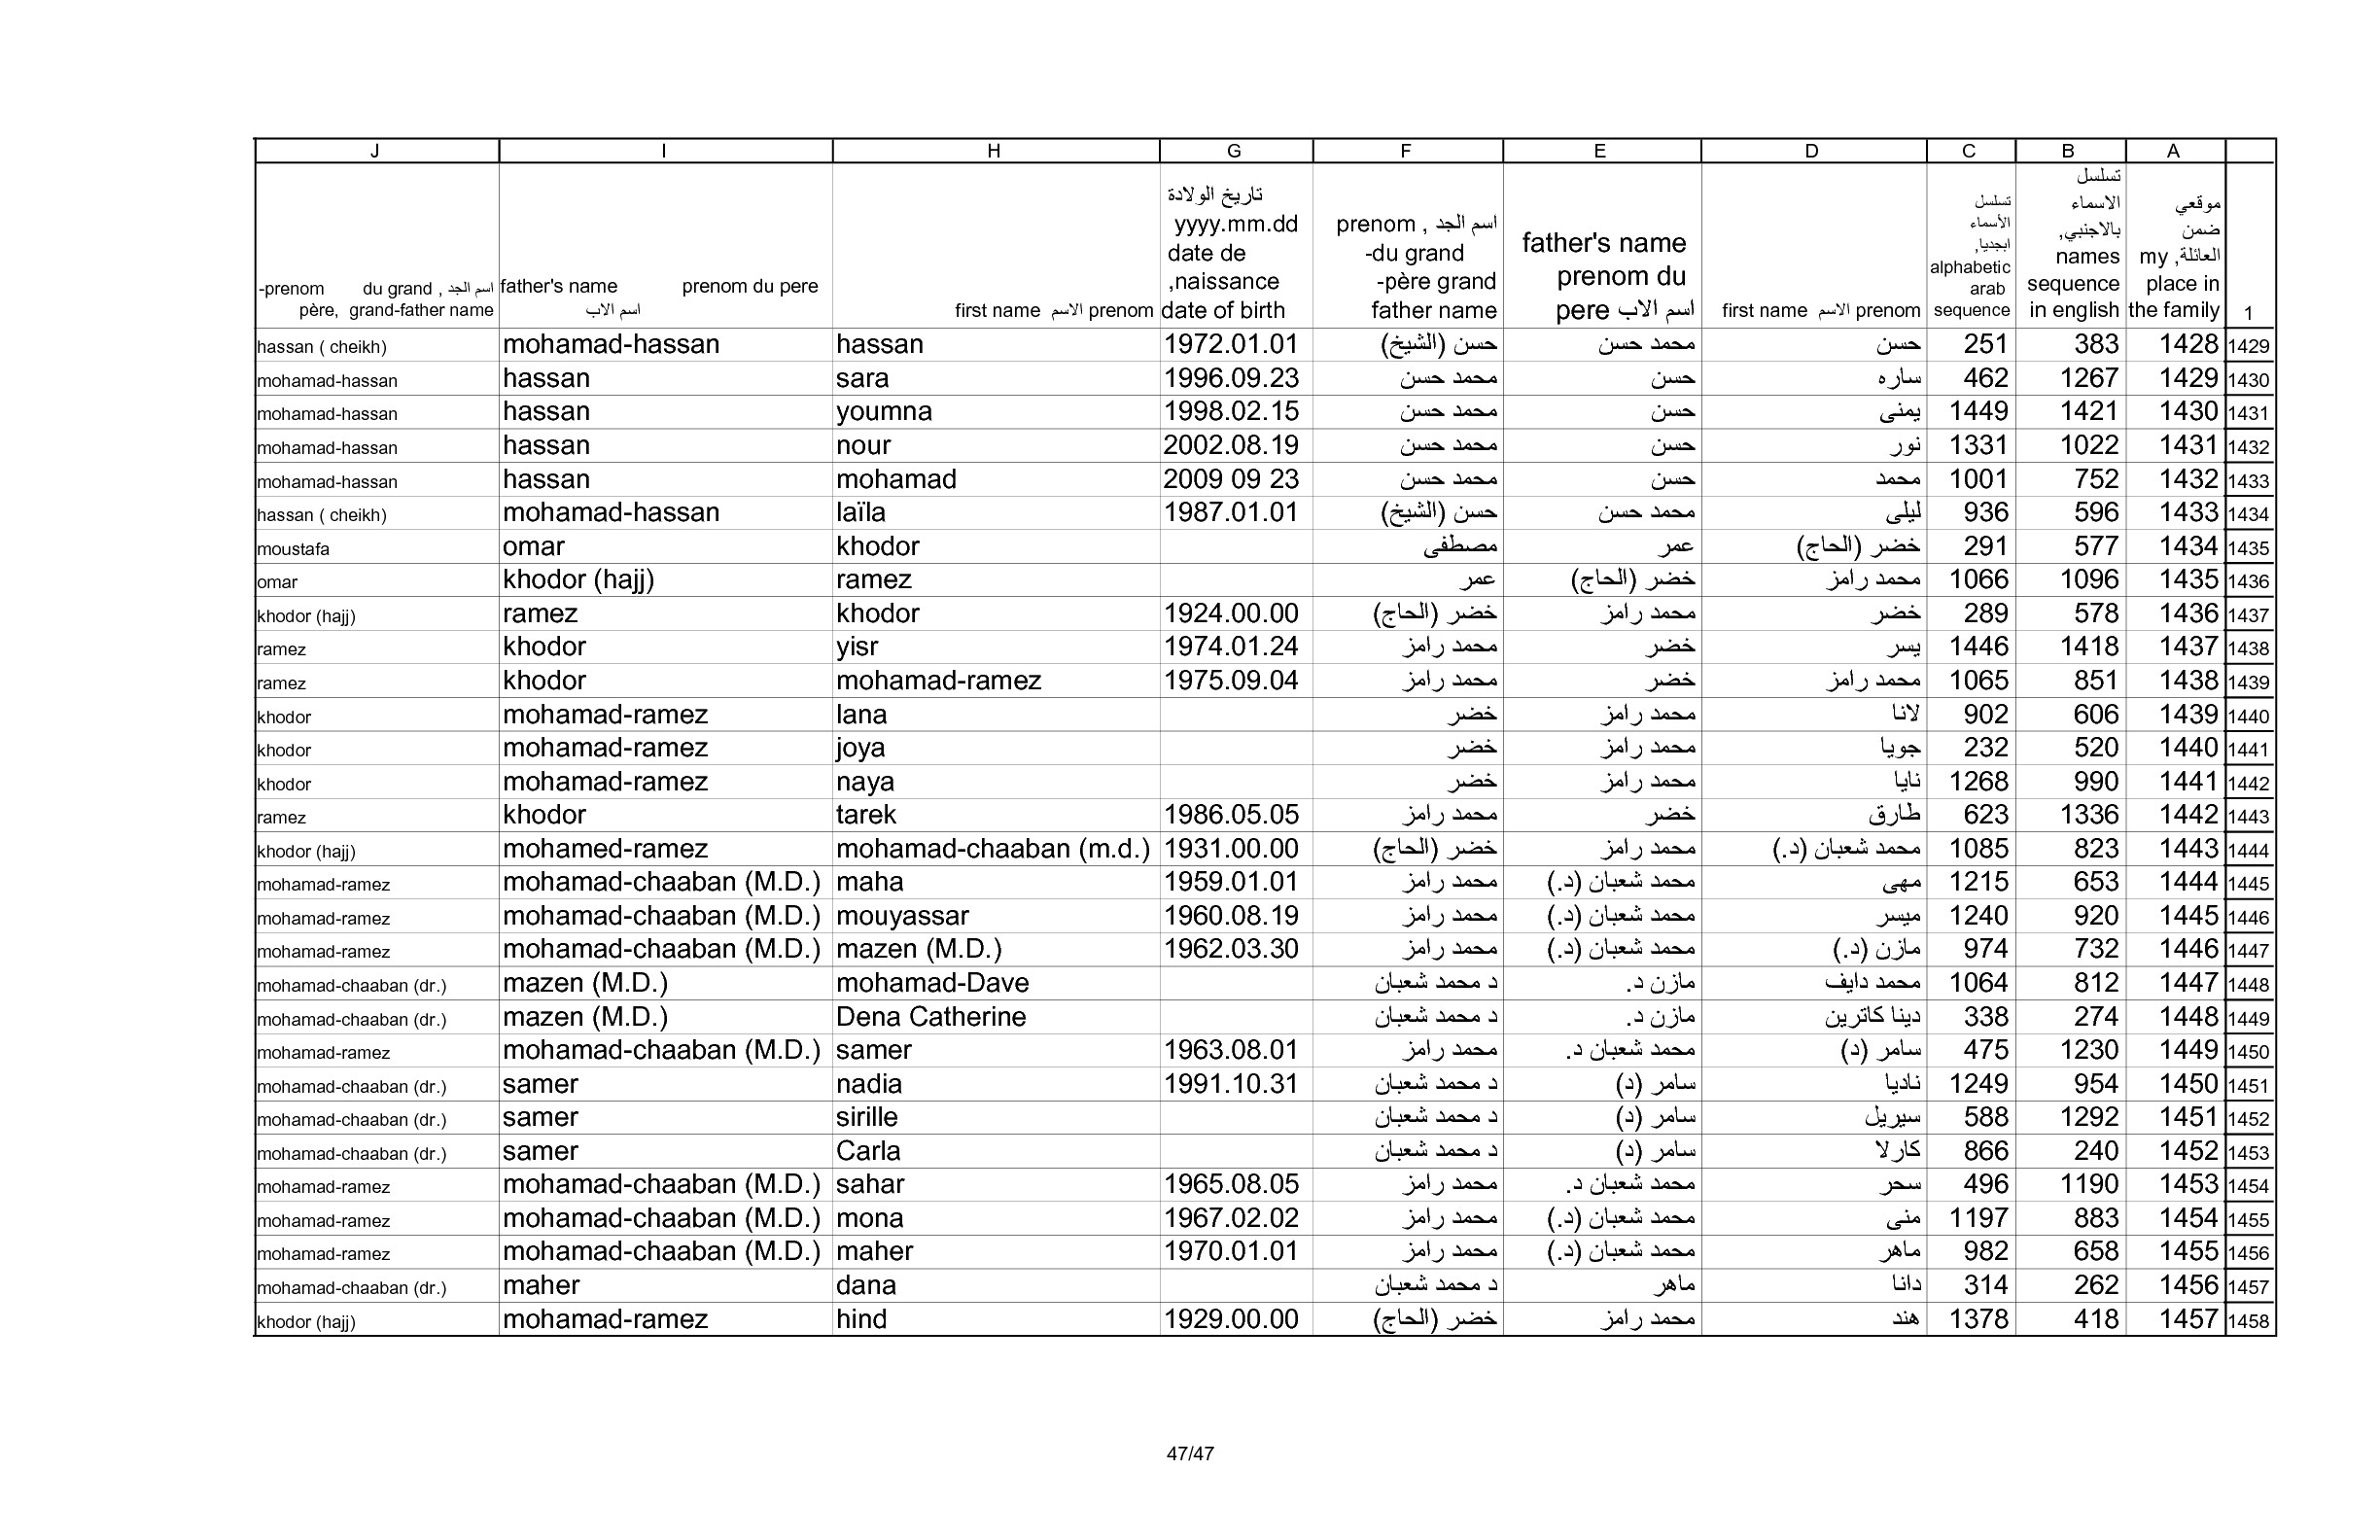 J I H G F E D C B A
-prenom du grand , اسم الجد père, grand-father name father's name prenom du pere اسم الاب first name الاسم prenom تاريخ الولادة yyyy.mm.dd date de naissance, date of birth prenom , اسم الجد du grand- père grand- father name father's name prenom du pere اسم الاب first name الاسم prenom تسلسل الأسماء ابجديا, alphabetic arab sequence تسلسل الاسماء بالاجنبي, names sequence in english موقعي ضمن العائلة, my place in the family 1
hassan ( cheikh) mohamad-hassan hassan 1972.01.01 حسن (الشيخ) محمد حسن حسن 251 383 1428 1429
mohamad-hassan hassan sara 1996.09.23 محمد حسن حسن ساره 462 1267 1429 1430
mohamad-hassan hassan youmna 1998.02.15 محمد حسن حسن يمنى 1449 1421 1430 1431
mohamad-hassan hassan nour 2002.08.19 محمد حسن حسن نور 1331 1022 1431 1432
mohamad-hassan hassan mohamad 2009 09 23 محمد حسن حسن محمد 1001 752 1432 1433
hassan ( cheikh) mohamad-hassan laïla 1987.01.01 حسن (الشيخ) محمد حسن ليلى 936 596 1433 1434
moustafa omar khodor مصطفى عمر خضر (الحاج) 291 577 1434 1435
omar khodor (hajj) ramez عمر خضر (الحاج) محمد رامز 1066 1096 1435 1436
khodor (hajj) ramez khodor 1924.00.00 خضر (الحاج) محمد رامز خضر 289 578 1436 1437
ramez khodor yisr 1974.01.24 محمد رامز خضر يسر 1446 1418 1437 1438
ramez khodor mohamad-ramez 1975.09.04 محمد رامز خضر محمد رامز 1065 851 1438 1439
khodor mohamad-ramez lana خضر محمد رامز لانا 902 606 1439 1440
khodor mohamad-ramez joya خضر محمد رامز جويا 232 520 1440 1441
khodor mohamad-ramez naya خضر محمد رامز نايا 1268 990 1441 1442
ramez khodor tarek 1986.05.05 محمد رامز خضر طارق 623 1336 1442 1443
khodor (hajj) mohamed-ramez mohamad-chaaban (m.d.) 1931.00.00 خضر (الحاج) محمد رامز محمد شعبان (د.) 1085 823 1443 1444
mohamad-ramez mohamad-chaaban (M.D.) maha 1959.01.01 محمد رامز محمد شعبان (د.) مهى 1215 653 1444 1445
mohamad-ramez mohamad-chaaban (M.D.) mouyassar 1960.08.19 محمد رامز محمد شعبان (د.) ميسر 1240 920 1445 1446
mohamad-ramez mohamad-chaaban (M.D.) mazen (M.D.) 1962.03.30 محمد رامز محمد شعبان (د.) مازن (د.) 974 732 1446 1447
mohamad-chaaban (dr.) mazen (M.D.) mohamad-Dave د محمد شعبان مازن د. محمد دايف 1064 812 1447 1448
mohamad-chaaban (dr.) mazen (M.D.) Dena Catherine د محمد شعبان مازن د. دينا كاترين 338 274 1448 1449
mohamad-ramez mohamad-chaaban (M.D.) samer 1963.08.01 محمد رامز محمد شعبان د. سامر (د) 475 1230 1449 1450
mohamad-chaaban (dr.) samer nadia 1991.10.31 د محمد شعبان سامر (د) ناديا 1249 954 1450 1451
mohamad-chaaban (dr.) samer sirille د محمد شعبان سامر (د) سيريل 588 1292 1451 1452
mohamad-chaaban (dr.) samer Carla د محمد شعبان سامر (د) كارلا 866 240 1452 1453
mohamad-ramez mohamad-chaaban (M.D.) sahar 1965.08.05 محمد رامز محمد شعبان د. سحر 496 1190 1453 1454
mohamad-ramez mohamad-chaaban (M.D.) mona 1967.02.02 محمد رامز محمد شعبان (د.) منى 1197 883 1454 1455
mohamad-ramez mohamad-chaaban (M.D.) maher 1970.01.01 محمد رامز محمد شعبان (د.) ماهر 982 658 1455 1456
mohamad-chaaban (dr.) maher dana د محمد شعبان ماهر دانا 314 262 1456 1457
khodor (hajj) mohamad-ramez hind 1929.00.00 خضر (الحاج) محمد رامز هند 1378 418 1457 1458
47/47